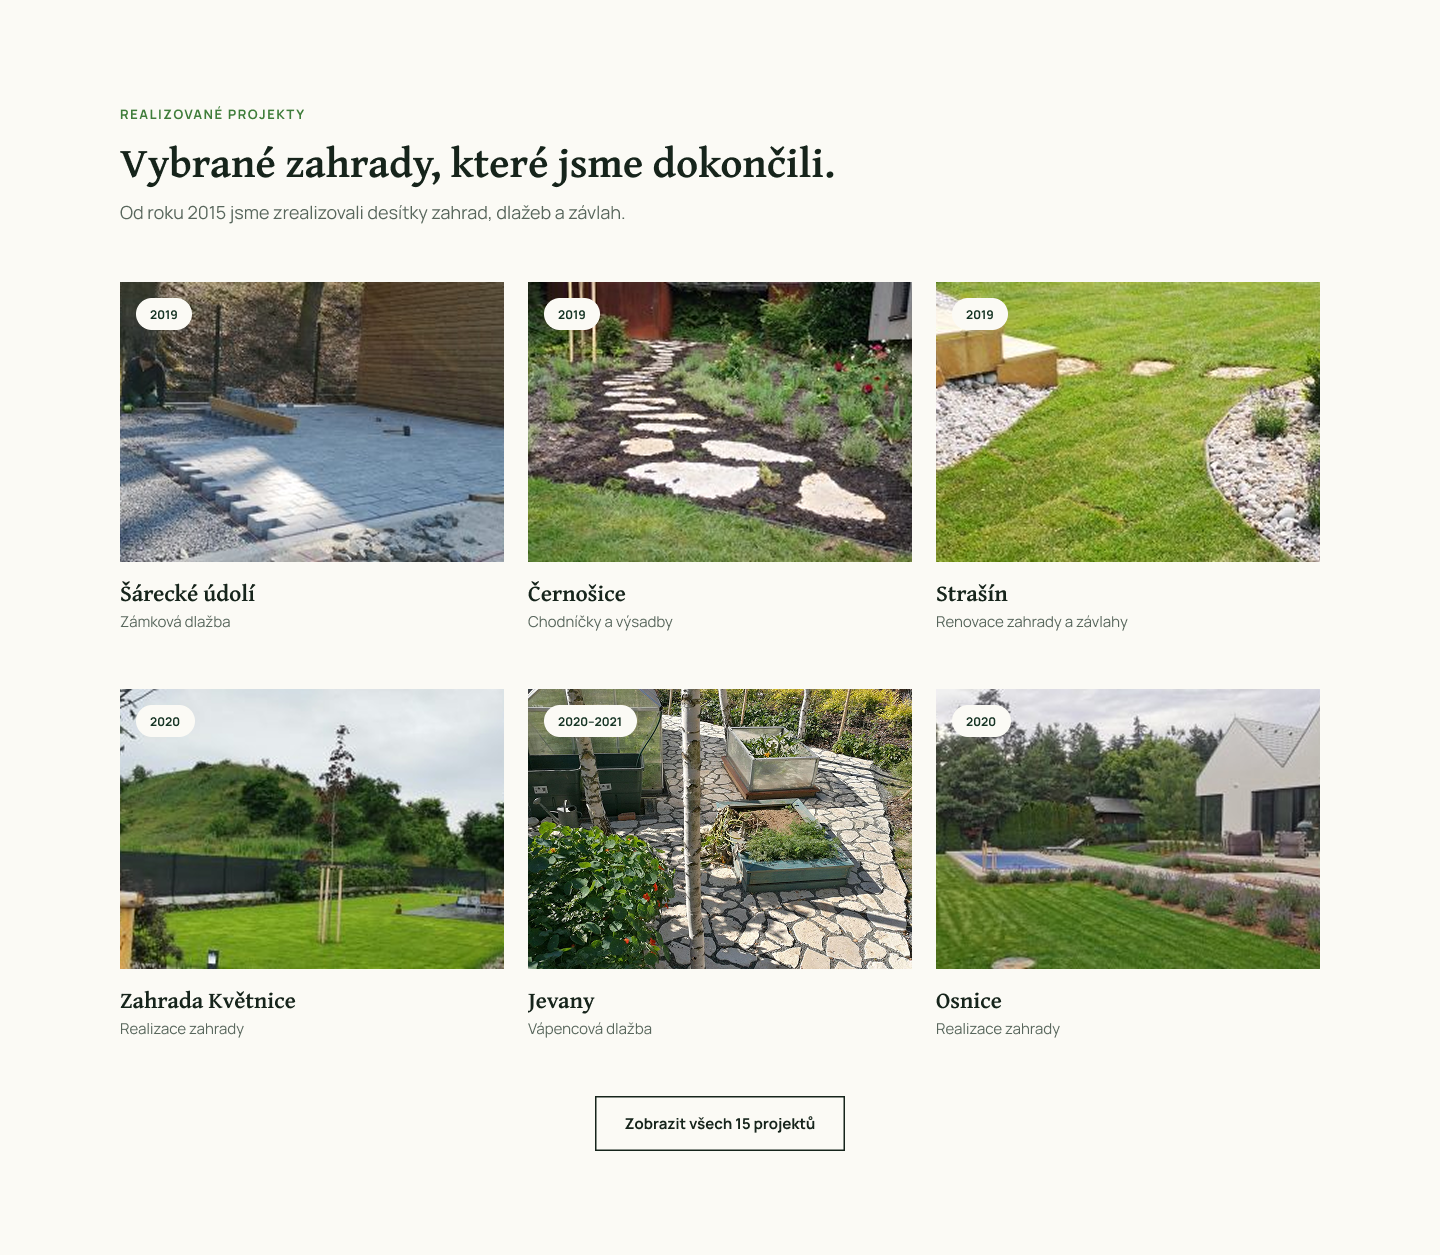 REALIZOVANÉ PROJEKTY
Vybrané zahrady, které jsme dokončili.
Od roku 2015 jsme zrealizovali desítky zahrad, dlažeb a závlah.
2019
2019
2019
Šárecké údolí
Černošice
Strašín
Zámková dlažba
Chodníčky a výsadby
Renovace zahrady a závlahy
2020
2020–2021
2020
Zahrada Květnice
Jevany
Osnice
Realizace zahrady
Vápencová dlažba
Realizace zahrady
Zobrazit všech 15 projektů